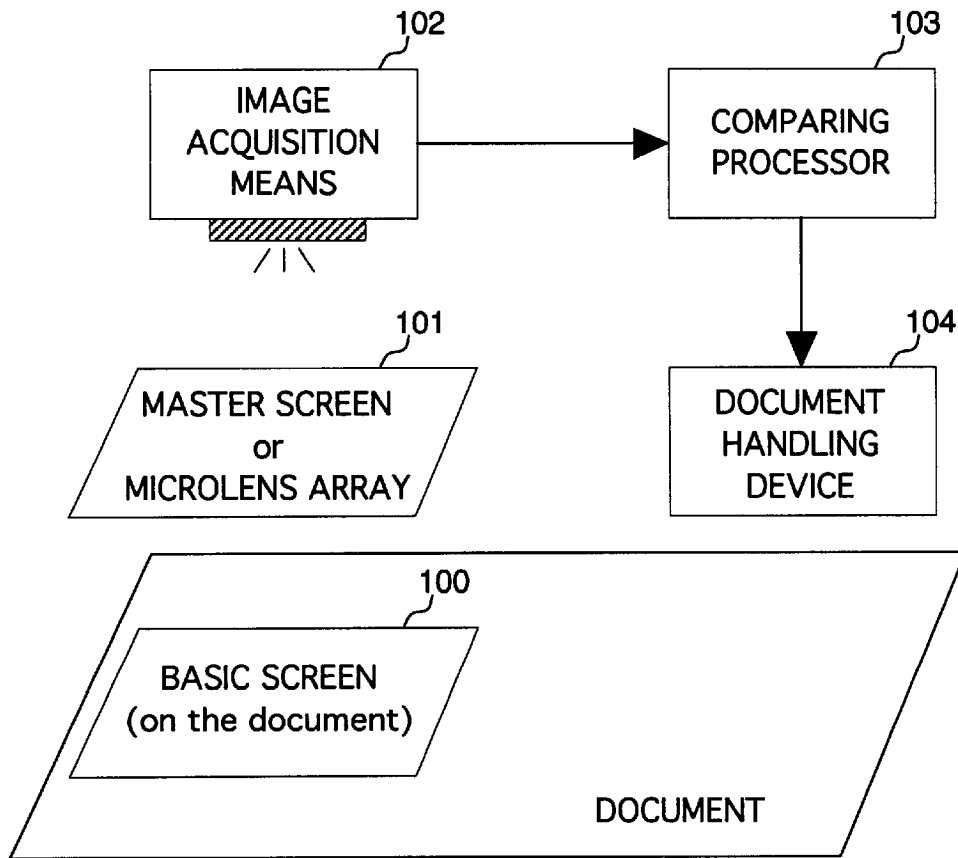 102
IMAGE
ACQUISITION
MEANS
103
COMPARING
PROCESSOR
101
MASTER SCREEN
or
MICROLENS ARRAY
104
DOCUMENT
HANDLING
DEVICE
100
BASIC SCREEN
(on the document)
DOCUMENT